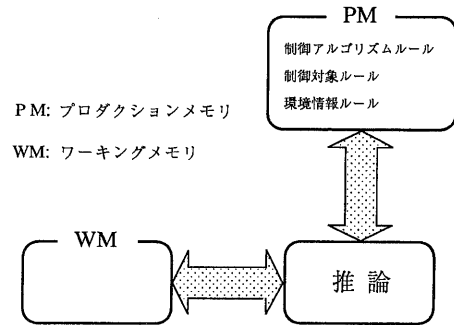 PM
制御アルゴリズムルール
制御対象ルール
環境情報ルール
PM: プロダクションメモリ
WM: ワーキングメモリ
WM
推 論